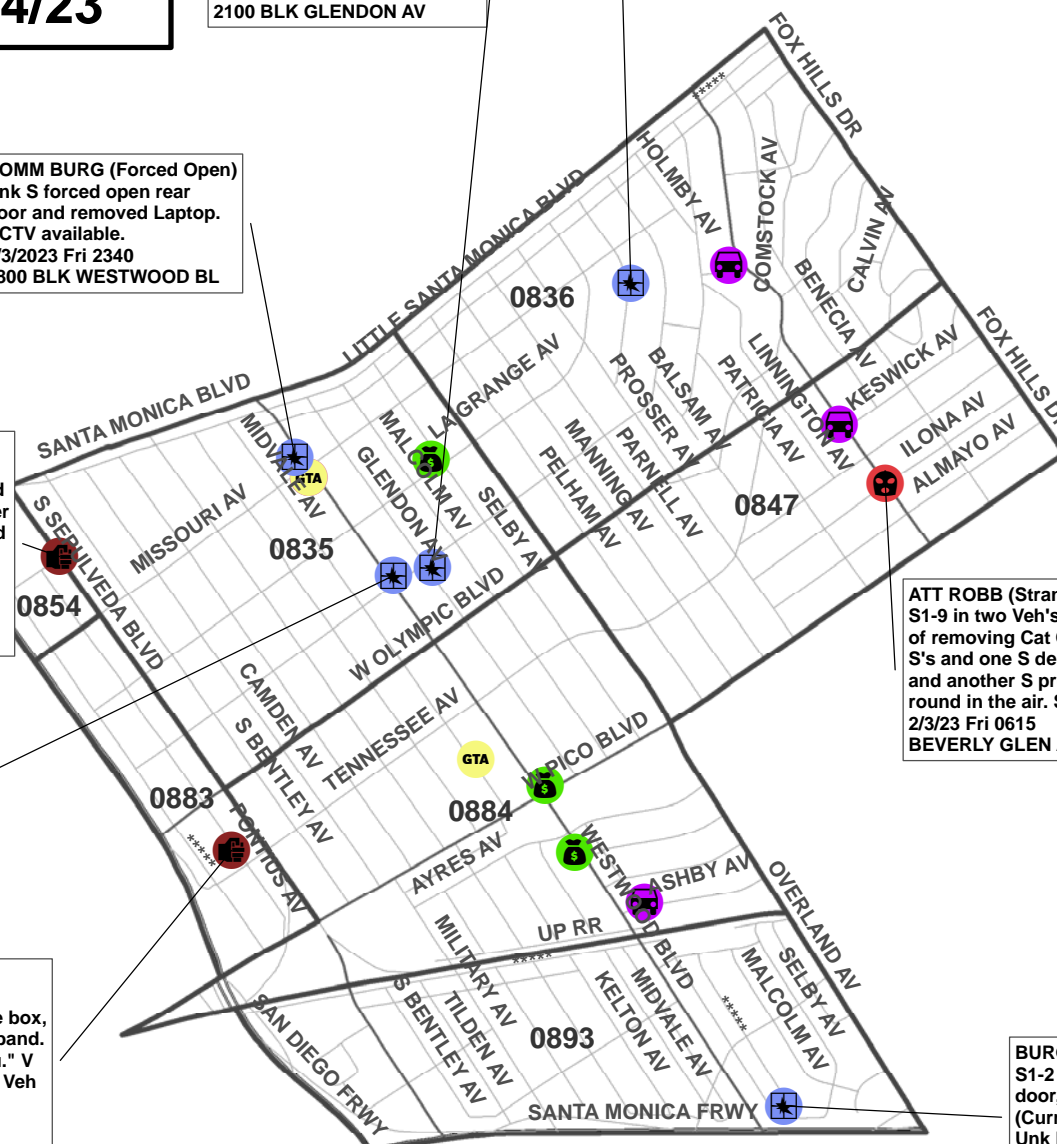 4/23
2100 BLK GLENDON AV
OMM BURG (Forced Open)
nk S forced open rear
oor and removed Laptop.
CTV available.
/3/2023 Fri 2340
800 BLK WESTWOOD BL
FOX HILLS DR
*****
HOLMBY AV
COMSTOCK AV
CALVIN AV
BENECIA AV
LITTLE SANTA MONICA BLVD
0836
FOX HILLS DR
KESWICK AV
LINNINGTON AV
PATRICIA AV
BALSAM AV
PROSSER AV
LAGRANGE AV
SANTA MONICA BLVD
MIDVALE AV
GTA
MALCOLM AV
GLENDON AV
SELBY AV
MANNING AV
PARNELL AV
PELHAM AV
ILONA AV
ALMAYO AV
0847
MISSOURI AV
0835
S SEPULVEDA BLVD
d
er
d
0854
W OLYMPIC BLVD
ATT ROBB (Stran
S1-9 in two Veh's
of removing Cat
S's and one S de
and another S pr
round in the air. S
2/3/23 Fri 0615
BEVERLY GLEN
CAMDEN AV
S BENTLEY AV
TENNESSEE AV
GTA
W PICO BLVD
$
0883
0884
PONTIUS AV
*****
AYRES AV
$
WESTWOOD BLVD
ASHBY AV
OVERLAND AV
UP RR
*****
MILITARY AV
S BENTLEY AV
TILDEN AV
KELTON AV
MIDVALE AV
*****
MALCOLM AV
SELBY AV
e box,
band.
." V
Veh
SAN DIEGO FRWY
0893
SANTA MONICA FRWY
BURG
S1-2
door,
(Cur
Unk